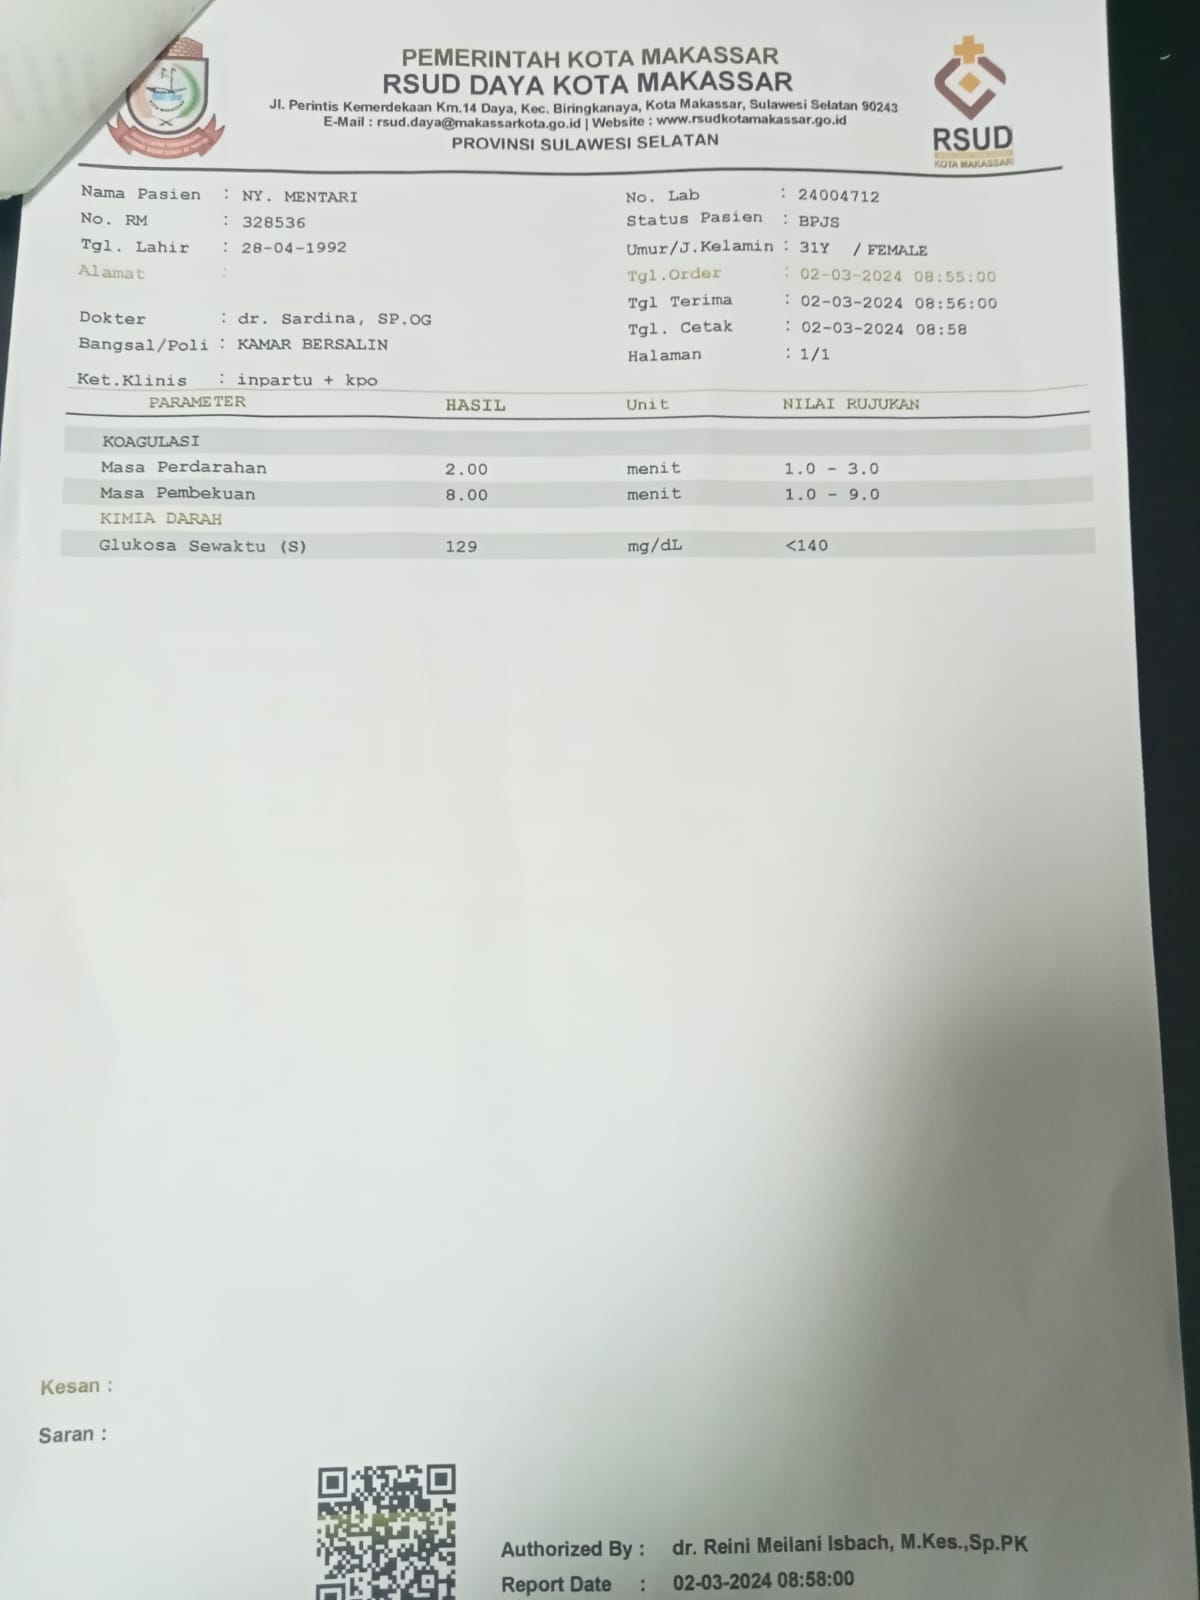 PEMERINTAH KOTA MAKASSAR
RSUD DAYA KOTA MAKASSAR
Jl. Perintis Kemerdekaan Km.14 Daya, Kec. Biringkanaya, Kota Makassar, Sulawesi Selatan 90243
E-Mail : rsud.daya@makassarkota.go.id | Website : www.rsudkotamakassar.go.id
PROVINSI SULAWESI SELATAN
RSUD
KOTA MAKASSAR
Nama Pasien : NY. MENTARI No. Lab : 24004712
No. RM : 328536 Status Pasien : BPJS
Tgl. Lahir : 28-04-1992 Umur/J.Kelamin : 31Y / FEMALE
Alamat : Tgl.Order : 02-03-2024 08:55:00
Tgl Terima : 02-03-2024 08:56:00
Dokter : dr. Sardina, SP.OG Tgl. Cetak : 02-03-2024 08:58
Bangsal/Poli : KAMAR BERSALIN Halaman : 1/1
Ket.Klinis : inpartu + kpo
PARAMETER HASIL Unit NILAI RUJUKAN
KOAGULASI
Masa Perdarahan 2.00 menit 1.0 - 3.0
Masa Pembekuan 8.00 menit 1.0 - 9.0
KIMIA DARAH
Glukosa Sewaktu (S) 129 mg/dL <140
Kesan :
Saran :
Authorized By : dr. Reini Meilani Isbach, M.Kes.,Sp.PK
Report Date : 02-03-2024 08:58:00